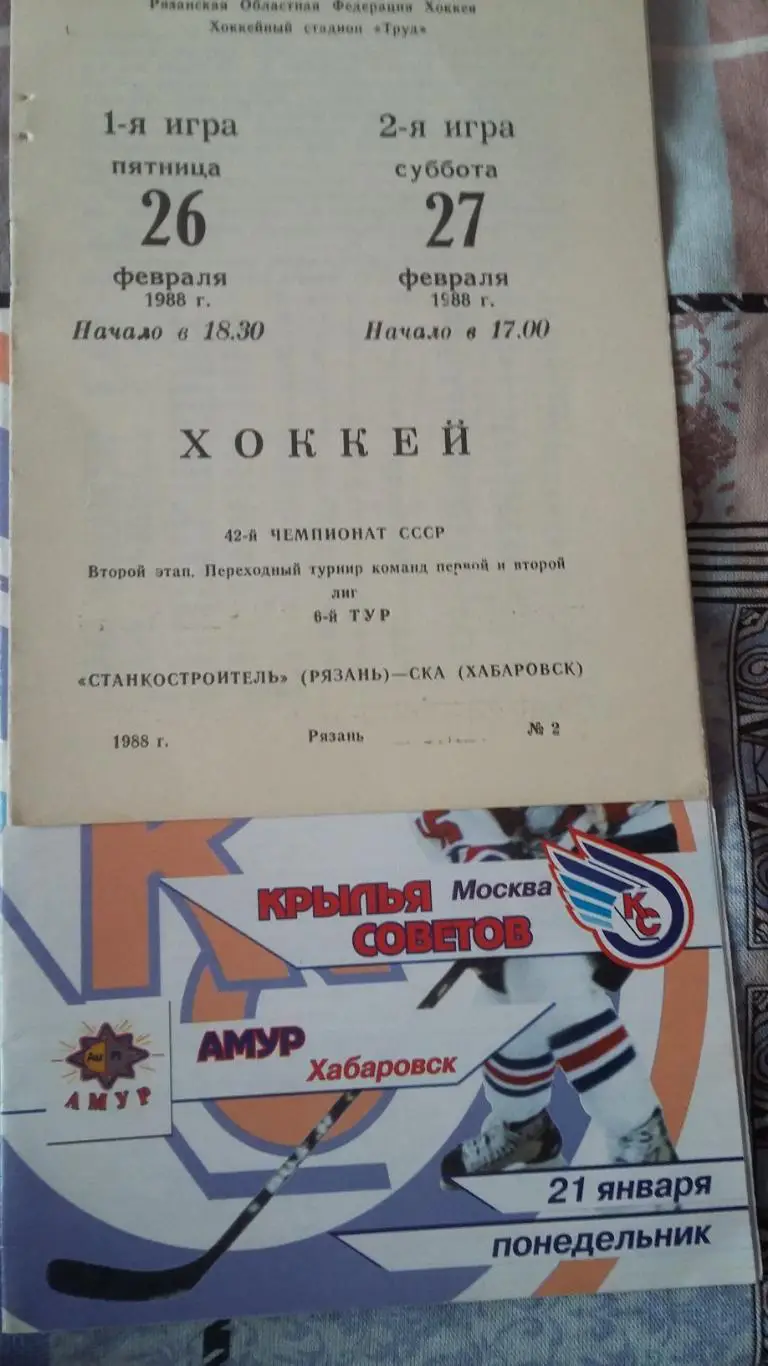 Рязанская Областная Федерация Хоккея
Хоккейный стадион «Труд»
1-я игра
пятница
26
февраля
1988 г.
Начало в 18.30
2-я игра
суббота
27
февраля
1988 г.
Начало в 17.00
ХОККЕЙ
42-й ЧЕМПИОНАТ СССР
Второй этап. Переходный турнир команд первой и второй
лиг
6-й ТУР
«СТАНКОСТРОИТЕЛЬ» (РЯЗАНЬ)—СКА (ХАБАРОВСК)
1988 г. Рязань № 2
КРЫЛЬЯ Москва
СОВЕТОВ
КС
АМУР
Хабаровск
АМУР
21 января
понедельник